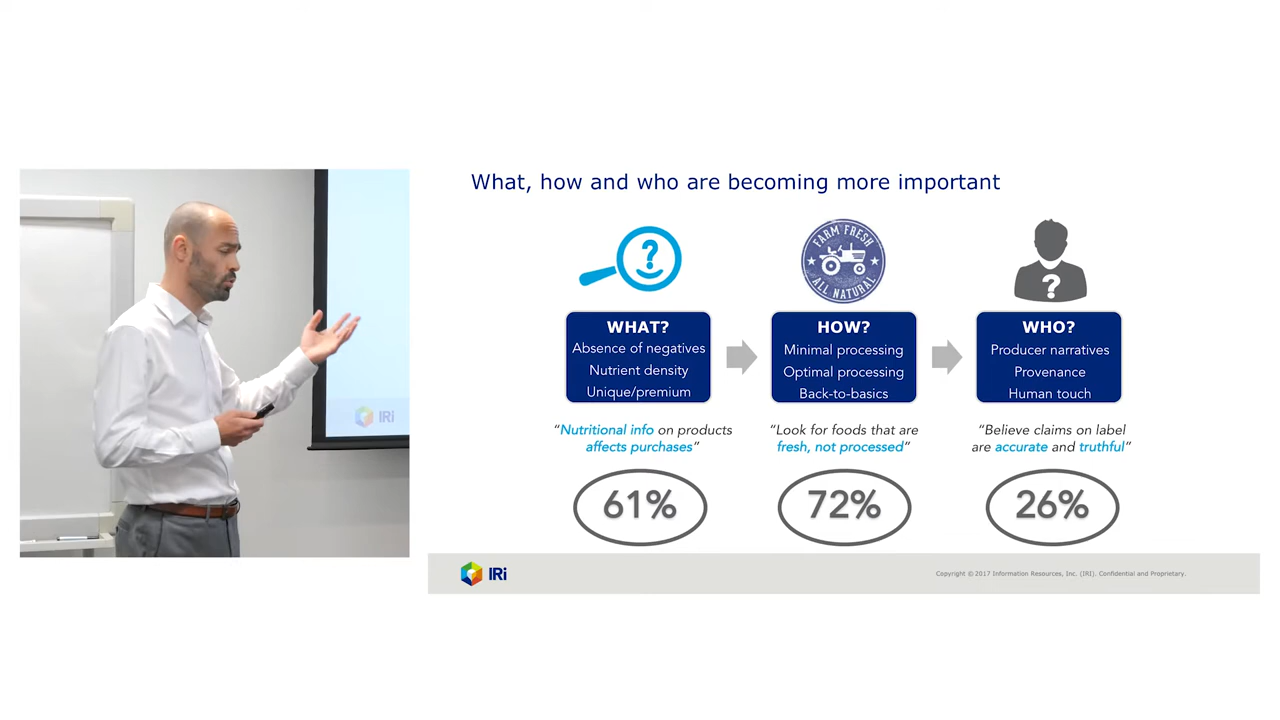 What, how and who are becoming more important
FARM FRESH
ALL NATURAL
WHAT?
Absence of negatives
Nutrient density
Unique/premium
HOW?
Minimal processing
Optimal processing
Back-to-basics
WHO?
Producer narratives
Provenance
Human touch
“Nutritional info on products
affects purchases”
“Look for foods that are
fresh, not processed”
“Believe claims on label
are accurate and truthful”
61%
72%
26%
IRi
IRi
Copyright © 2017 Information Resources, Inc. (IRI). Confidential and Proprietary.